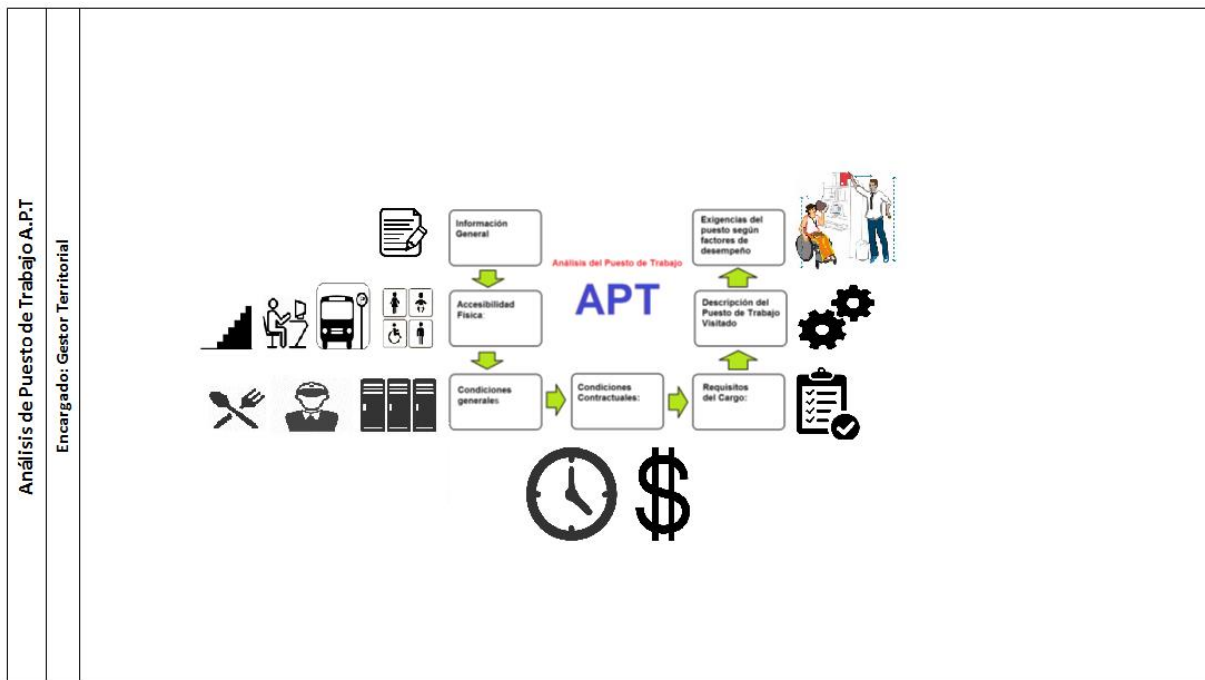 Análisis de Puesto de Trabajo A.P.T
Encargado: Gestor Territorial
Información
General
Accesibilidad
Física:
Condiciones
generales
Condiciones
Contractuales:
Requisitos
del Cargo:
Descripción del
Puesto de Trabajo
Visitado
Exigencias del
puesto según
factores de
desempeño
Análisis del Puesto de Trabajo
APT
$